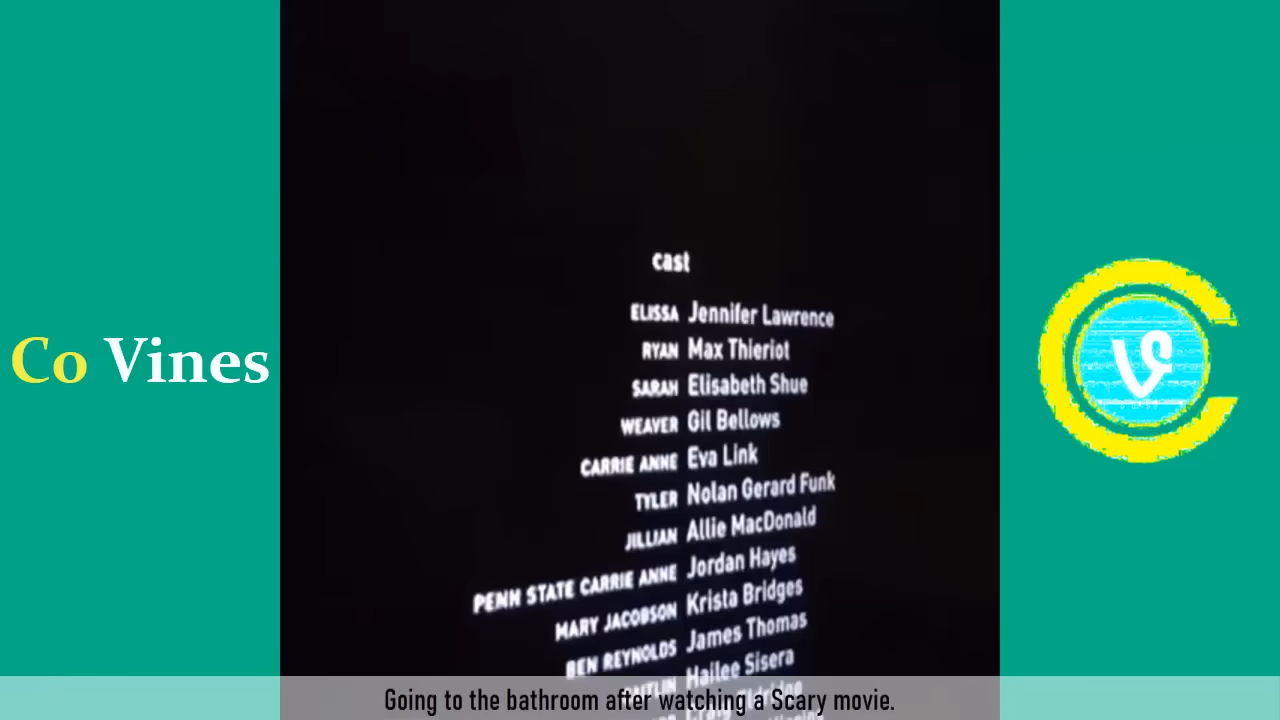 Co Vines
cast
ELISSA Jennifer Lawrence
RYAN Max Thieriot
SARAH Elisabeth Shue
WEAVER Gil Bellows
CARRIE ANNE Eva Link
TYLER Nolan Gerard Funk
JILLIAN Allie MacDonald
PENN STATE CARRIE ANNE Jordan Hayes
MARY JACOBSON Krista Bridges
BEN REYNOLDS James Thomas
CAITLIN Hailee Sisera
Going to the bathroom after watching a Scary movie.